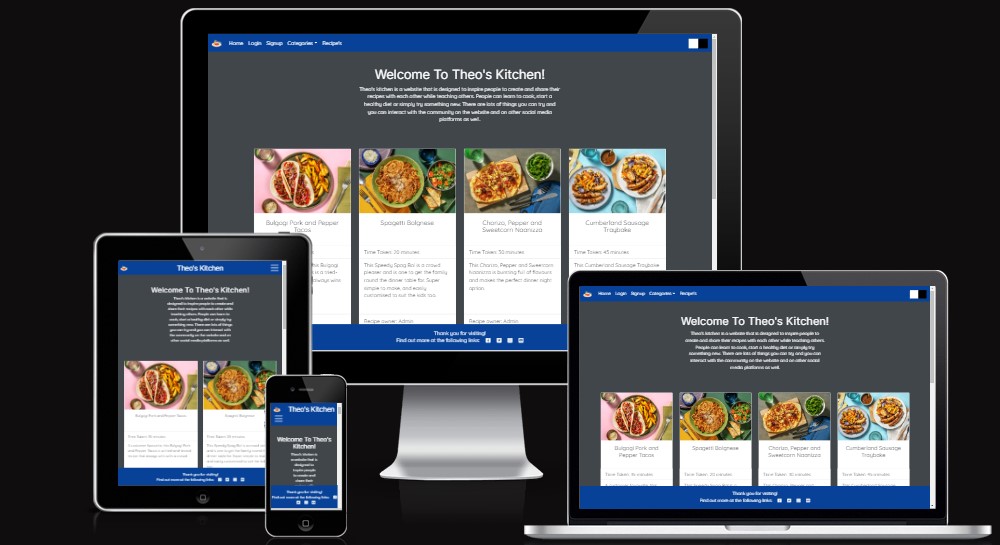 Home Login Signup Categories Recipe's
Welcome To Theo's Kitchen!
Theo's kitchen is a website that is designed to inspire people to create and share their
recipes with each other while teaching others. People can learn to cook, start a
healthy diet or simply try something new. There are lots of things you can try and
you can interact with the community on the website and on other social media
platforms as well.
Bulgogi Pork and Pepper
Tacos
Spagetti Bolgnese
Chorizo, Pepper and
Sweetcorn Naanizza
Cumberland Sausage
Traybake
Time Taken: 20 minutes
Time Taken: 30 minutes
Time Taken: 45 minutes
This Speedy Spag Bol is a crowd
pleaser and is one to get the family
round the dinner table for. Super
simple to make, and easily
customised to suit the kids too.
This Chorizo, Pepper and Sweetcorn
Naanizza is bursting full of flavours
and makes the perfect dinner night
option.
This Cumberland Sausage Traybake
Recipe owner: Admin
Recipe owner: Admin
Thank you for visiting!
Find out more at the following links:
Theo's Kitchen
Welcome To Theo's Kitchen!
Theo's kitchen is a website that is
designed to inspire people to create and
share their recipes with each other while
teaching others. People can learn to
cook, start a healthy diet or simply try
something new. There are lots of things
you can try and you can interact with
the community on the website and on
other social media platforms as well.
Bulgogi Pork and Pepper Tacos
Spagetti Bolgnese
Thank you for visiting!
Find out more at the following links:
Theo's Kitchen
Welcome To Theo's
Kitchen!
Theo's kitchen is
a website that is
designed to
inspire people
to create and
share their
Thank you for visiting!
Find out more at the following links:
Home Login Signup Categories Recipe's
Welcome To Theo's Kitchen!
Theo's kitchen is a website that is designed to inspire people to
create and share their recipes with each other while teaching others.
People can learn to cook, start a healthy diet or simply try
something new. There are lots of things you can try and you can
interact with the community on the website and on other social
media platforms as well.
Bulgogi Pork and
Pepper Tacos
Spagetti Bolgnese
Chorizo, Pepper and
Sweetcorn Naanizza
Cumberland Sausage
Traybake
Time Taken: 20 minutes
Time Taken: 30 minutes
Time Taken: 45 minutes
Thank you for visiting!
Find out more at the following links: